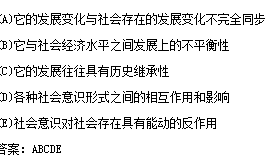 (A)它的发展变化与社会存在的发展变化不完全同步
(B)它与社会经济水平之间发展上的不平衡性
(C)它的发展往往具有历史继承性
(D)各种社会意识形式之间的相互作用和影响
(E)社会意识对社会存在具有能动的反作用
答案：ABCDE